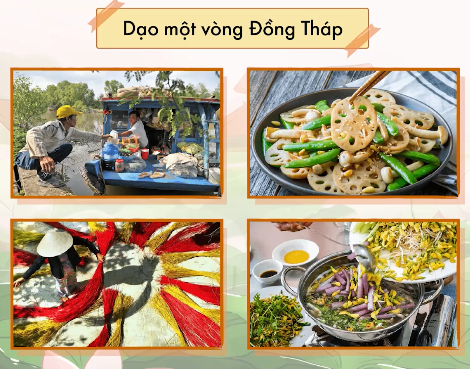 Dạo một vòng Đồng Tháp